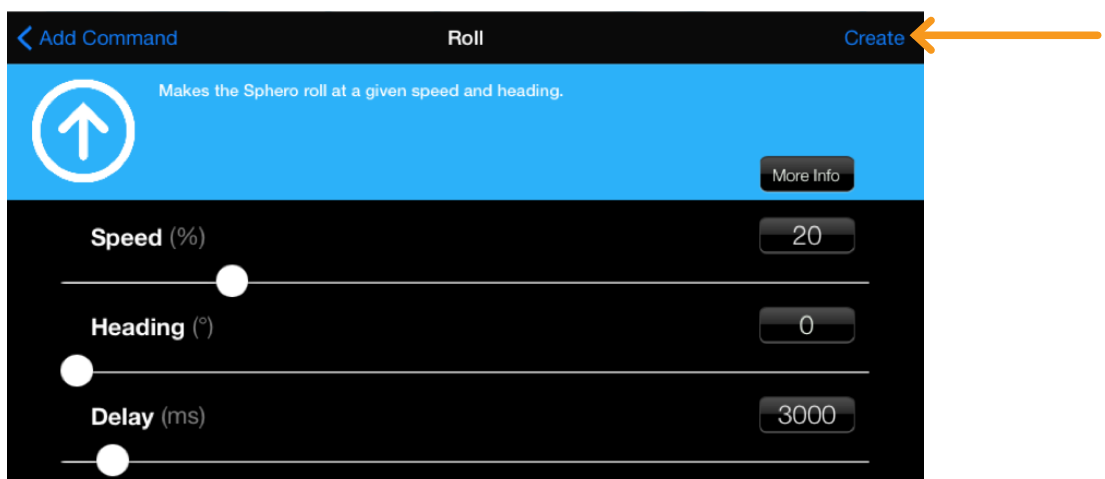 Add Command Roll Create
Makes the Sphero roll at a given speed and heading.
More Info
Speed (%) 20
Heading (°) 0
Delay (ms) 3000